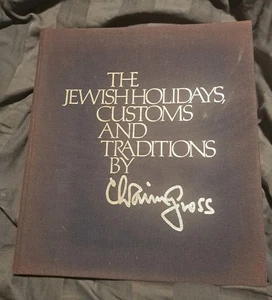 THE
JEWISH HOLIDAYS,
CUSTOMS
AND
TRADITIONS
BY
Chaim Gross